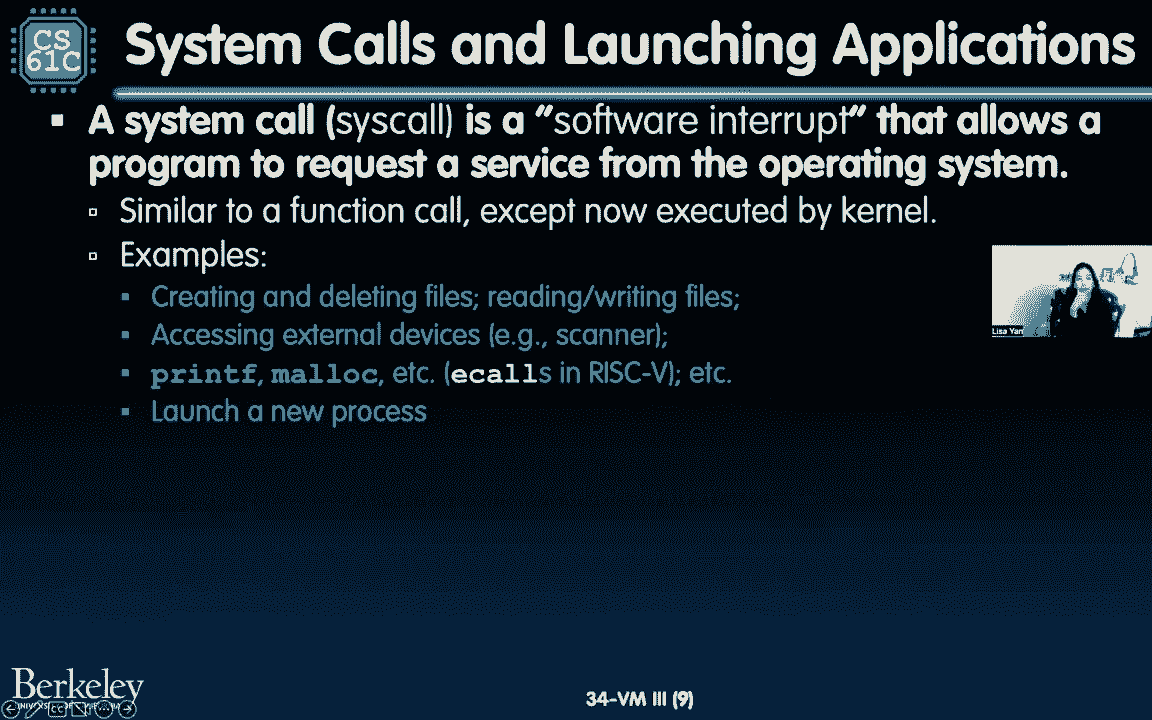 CS
61C
System Calls and Launching Applications
A system call (syscall) is a "software interrupt" that allows a
program to request a service from the operating system.
Similar to a function call, except now executed by kernel.
Examples:
Creating and deleting files; reading/writing files;
Accessing external devices (e.g., scanner);
Lisa Yan
printf, malloc, etc. (ecalls in RISC-V); etc.
Launch a new process
Berkeley
34-VM III (9)